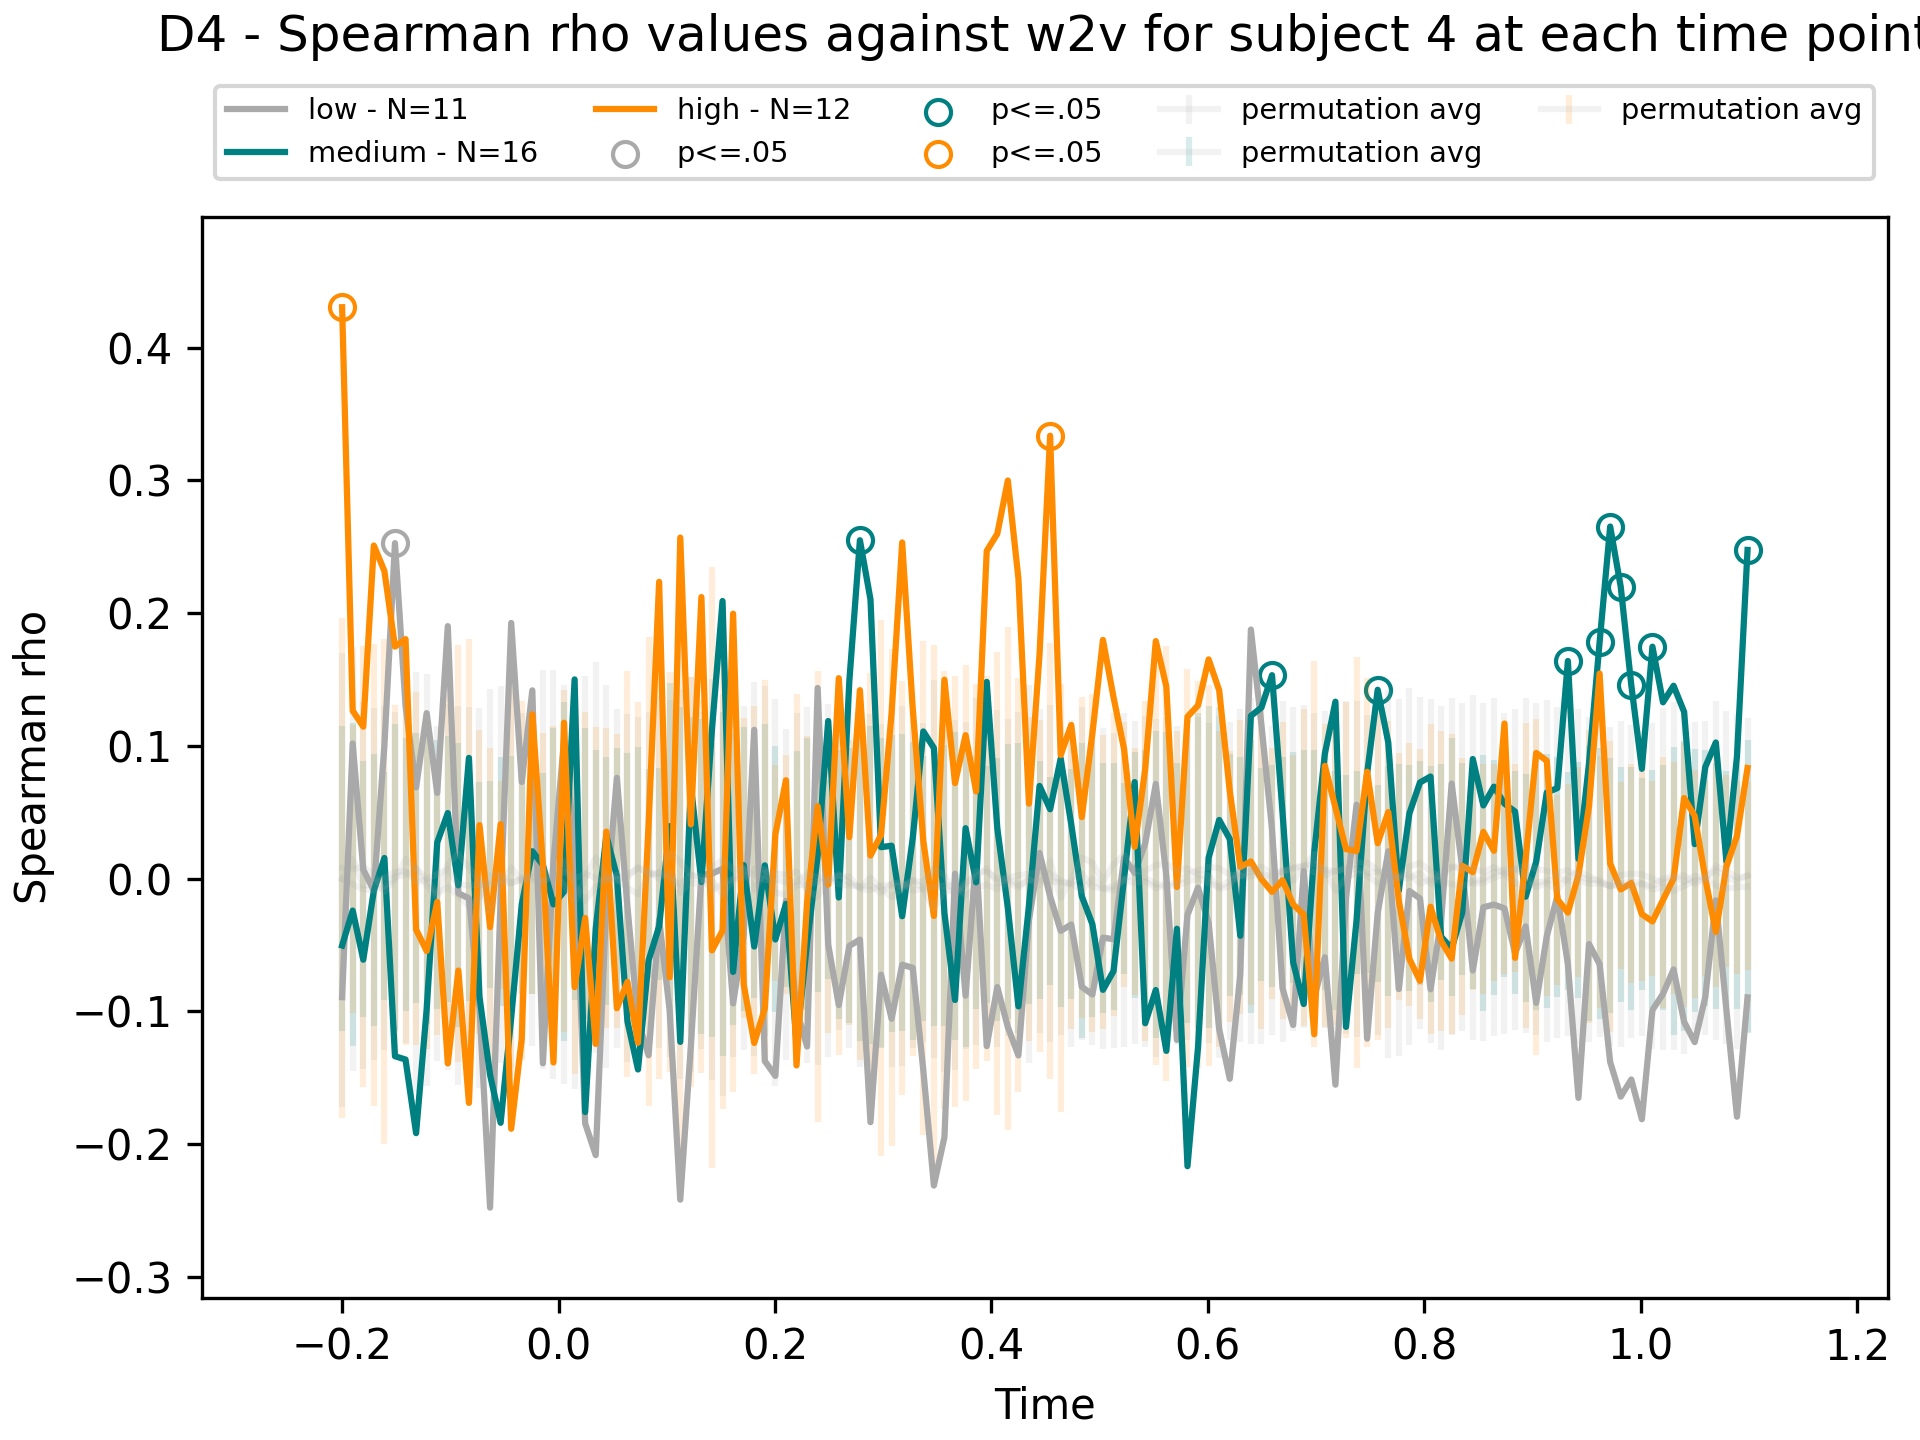 D4 - Spearman rho values against w2v for subject 4 at each time point
low - N=11
medium - N=16
high - N=12
p<=.05
p<=.05
p<=.05
permutation avg
permutation avg
permutation avg
Spearman rho
0.4
0.3
0.2
0.1
0.0
−0.1
−0.2
−0.3
−0.2 0.0 0.2 0.4 0.6 0.8 1.0 1.2
Time